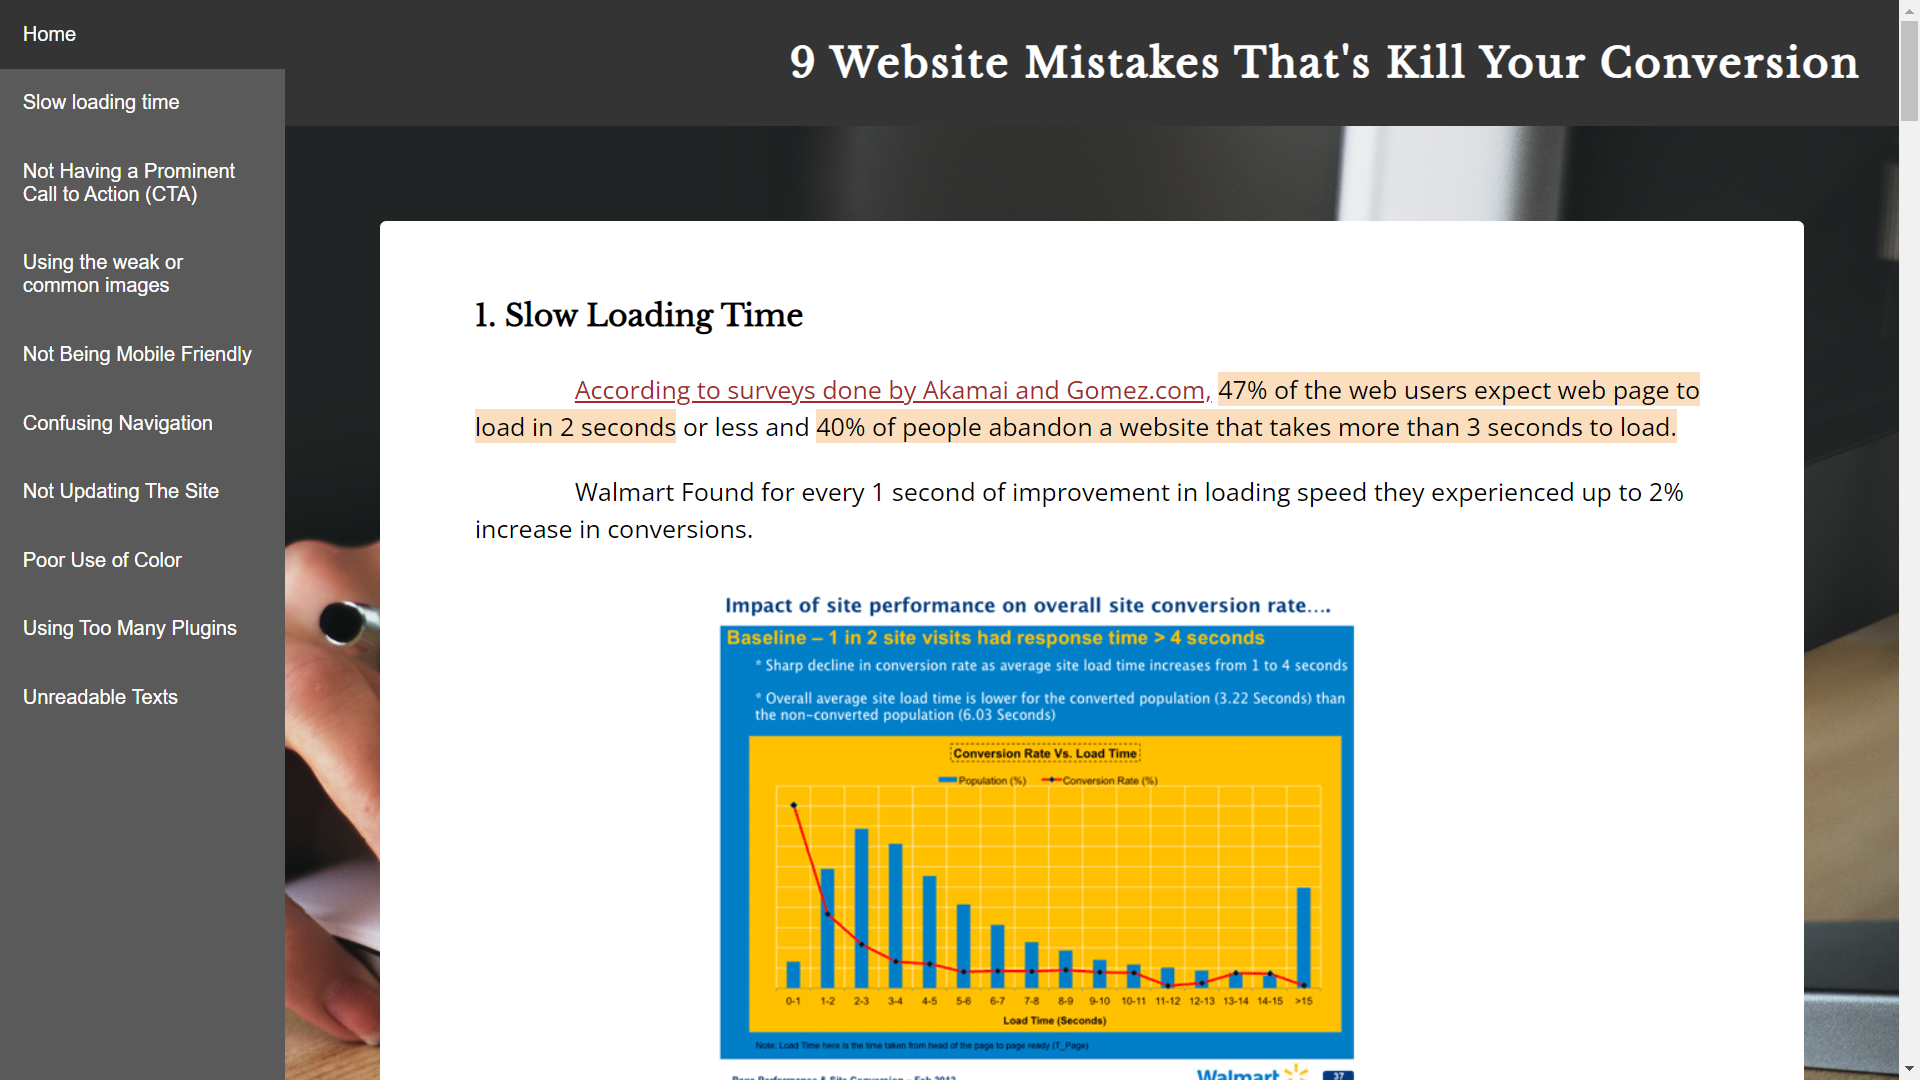 Home
9 Website Mistakes That's Kill Your Conversion
Slow loading time
Not Having a Prominent
Call to Action (CTA)
Using the weak or
common images
Not Being Mobile Friendly
Confusing Navigation
Not Updating The Site
Poor Use of Color
Using Too Many Plugins
Unreadable Texts
1. Slow Loading Time
According to surveys done by Akamai and Gomez.com, 47% of the web users expect web page to
load in 2 seconds or less and 40% of people abandon a website that takes more than 3 seconds to load.
Walmart Found for every 1 second of improvement in loading speed they experienced up to 2%
increase in conversions.
Impact of site performance on overall site conversion rate....
Baseline – 1 in 2 site visits had response time > 4 seconds
* Sharp decline in conversion rate as average site load time increases from 1 to 4 seconds
* Overall average site load time is lower for the converted population (3.22 Seconds) than
the non-converted population (6.03 Seconds)
Conversion Rate Vs. Load Time
Population (%) Conversion Rate (%)
0-1 1-2 2-3 3-4 4-5 5-6 6-7 7-8 8-9 9-10 10-11 11-12 12-13 13-14 14-15 >15
Load Time (Seconds)
Note: Load Time here is the time taken from head of the page to page ready (T_Page)
Page Performance & Site Conversion – Feb 2012
Walmart 37